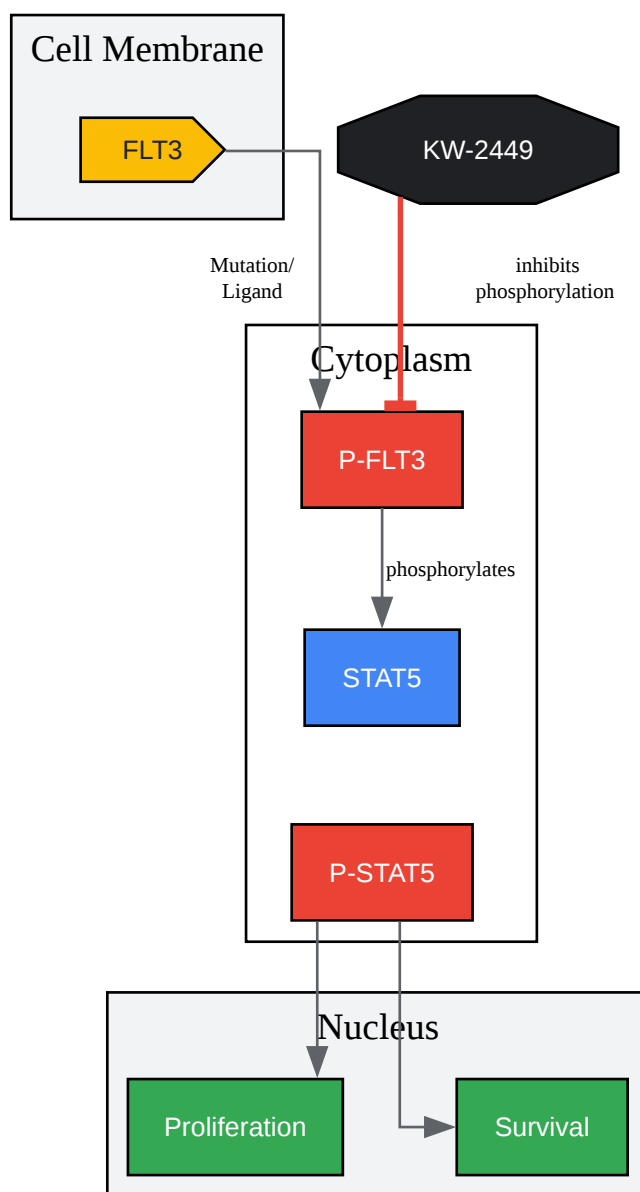 Cell Membrane
FLT3
KW-2449
Mutation/
Ligand
inhibits
phosphorylation
Cytoplasm
P-FLT3
phosphorylates
STAT5
P-STAT5
Nucleus
Proliferation
Survival